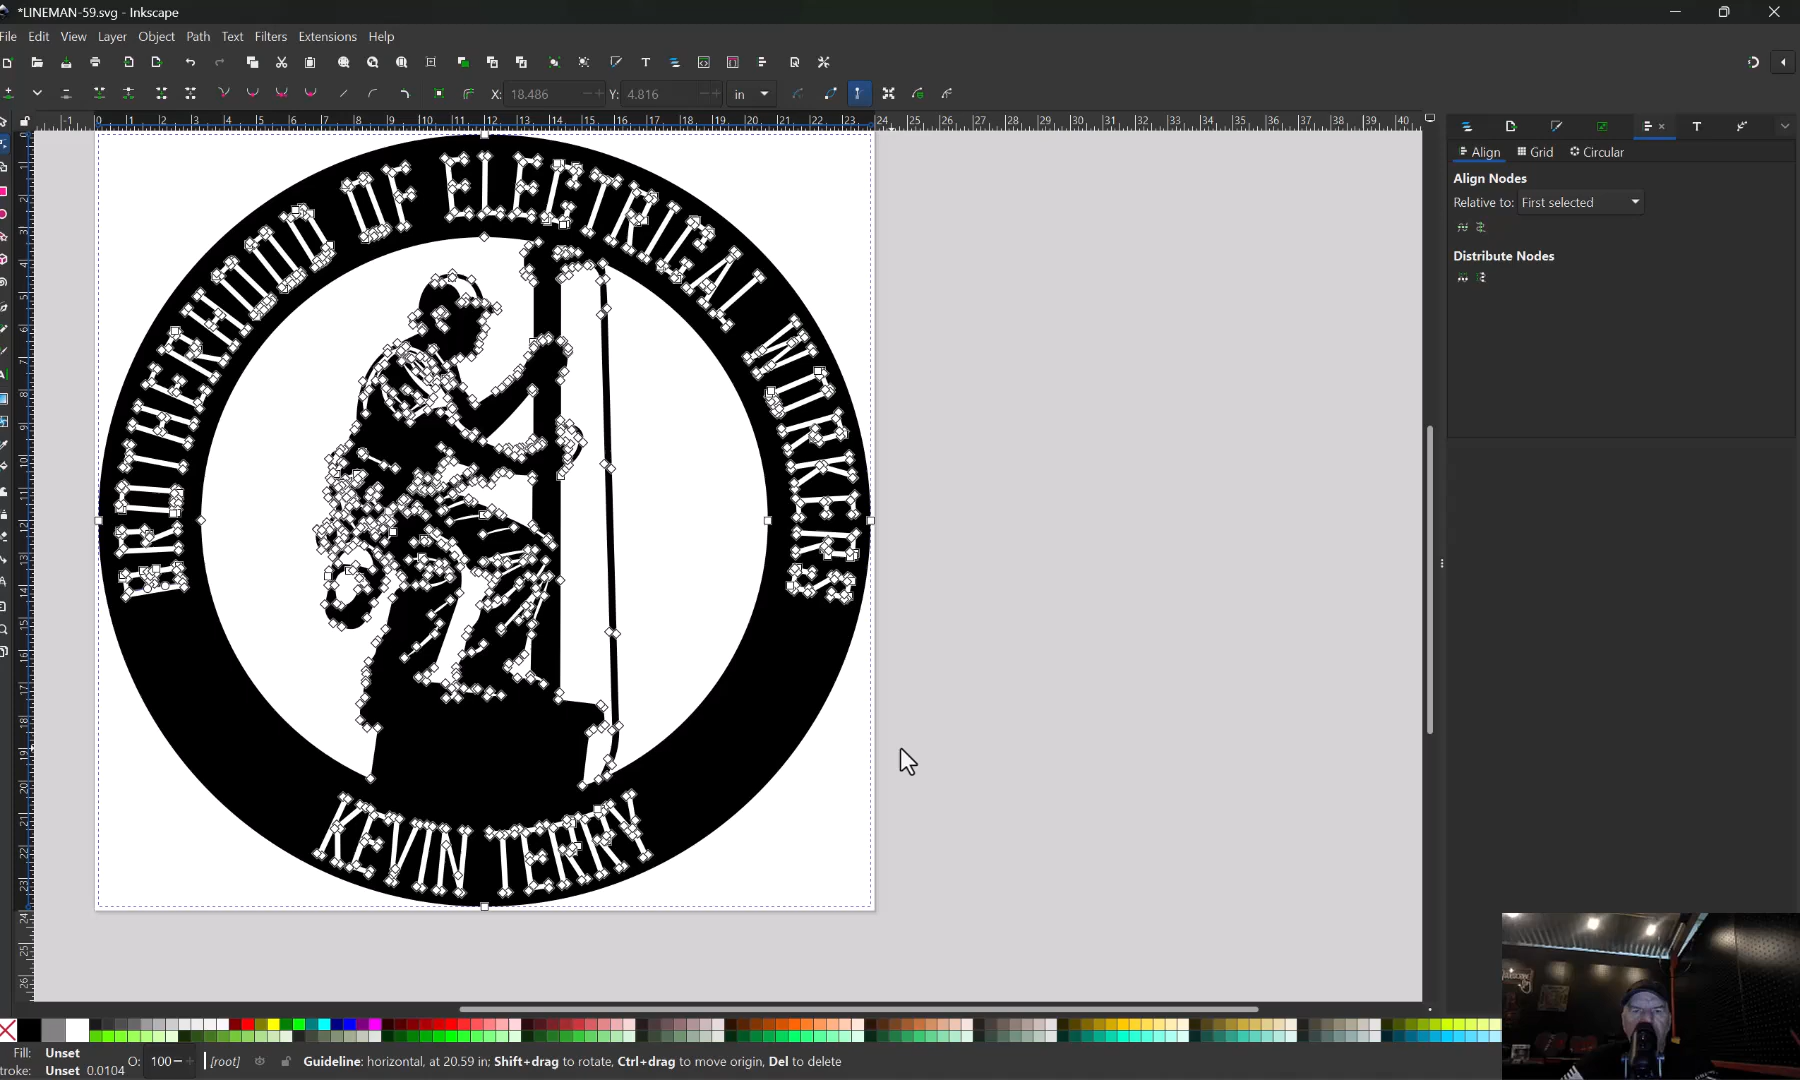 *LINEMAN-59.svg - Inkscape
File Edit View Layer Object Path Text Filters Extensions Help
X: 18.486 Y: 4.816 in
Align Grid Circular
Align Nodes
Relative to: First selected
Distribute Nodes
BROTHERHOOD OF ELECTRICAL WORKERS
KEVIN TERRY
Fill: Unset
Stroke: Unset 0.0104
O: 100
[root]
Guideline: horizontal, at 20.59 in; Shift+drag to rotate, Ctrl+drag to move origin, Del to delete